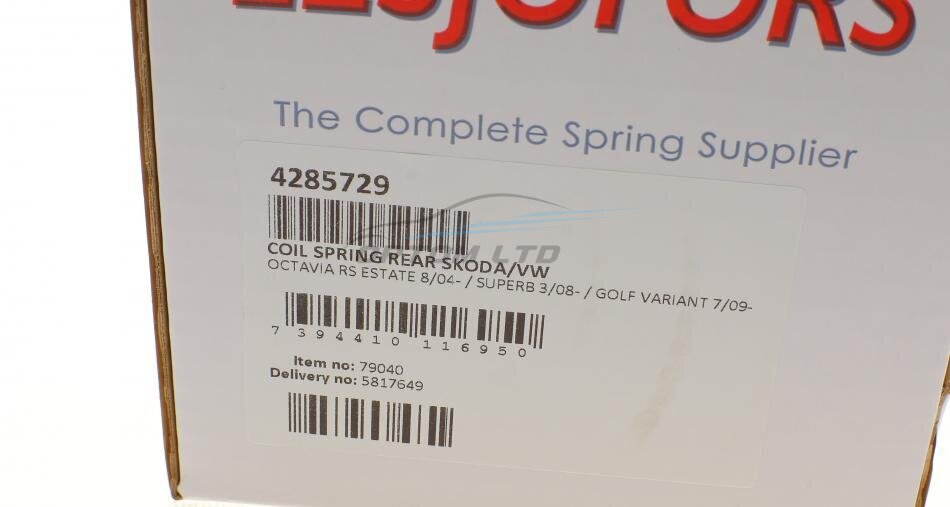 LESJÖFORS
The Complete Spring Supplier
4285729
COIL SPRING REAR SKODA/VW
OCTAVIA RS ESTATE 8/04- / SUPERB 3/08- / GOLF VARIANT 7/09-
7 394410 116950
Item no: 79040
Delivery no: 5817649